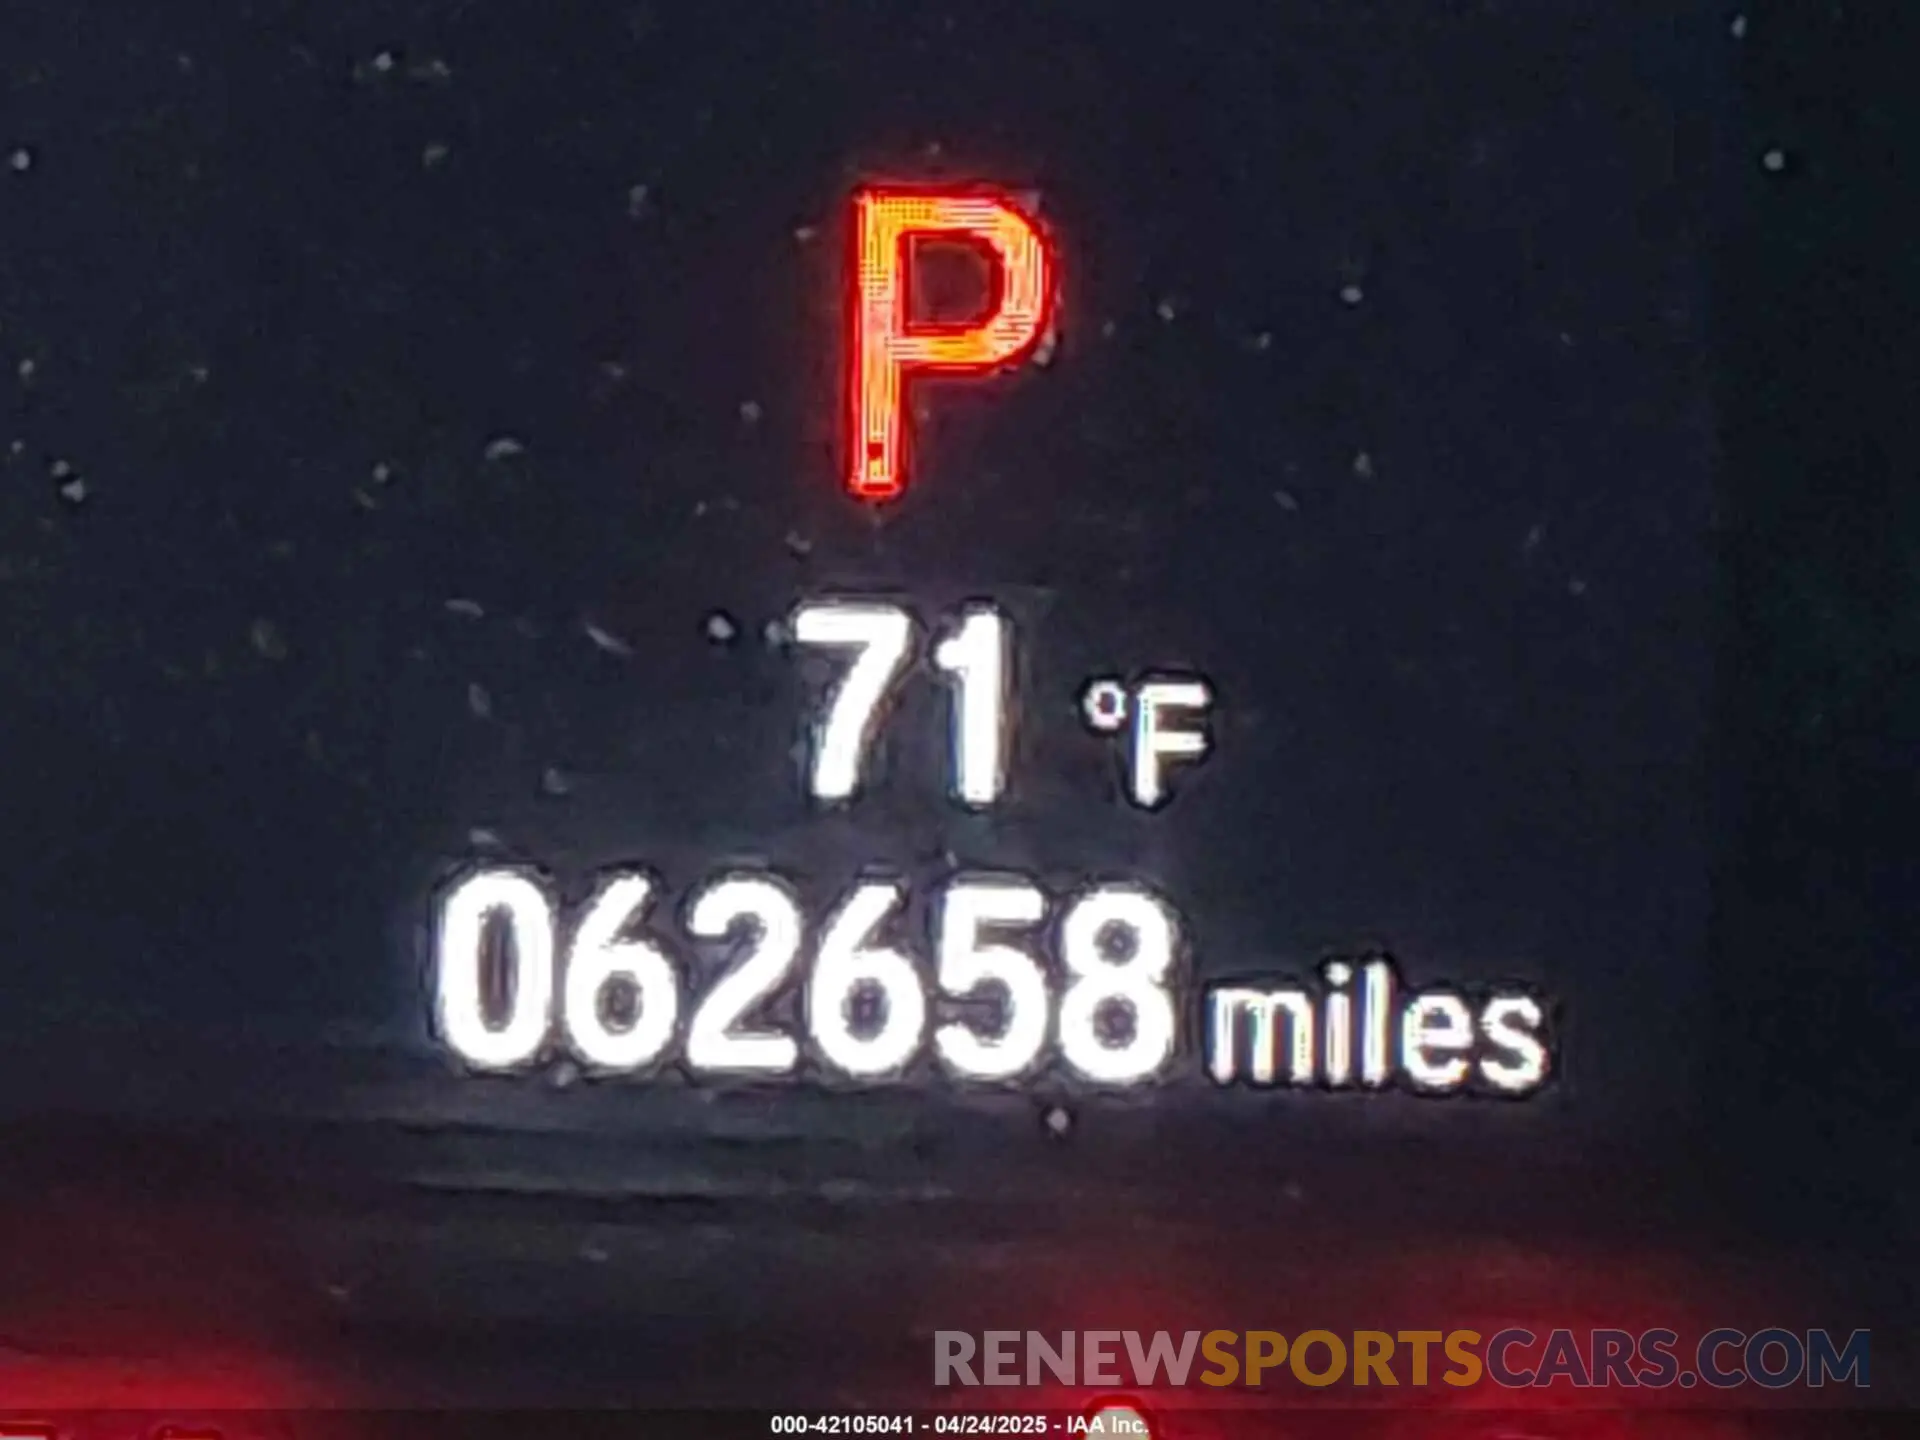 P
71 °F
062658 miles
RENEWSPORTSCARS.COM
000-42105041 - 04/24/2025 - IAA Inc.